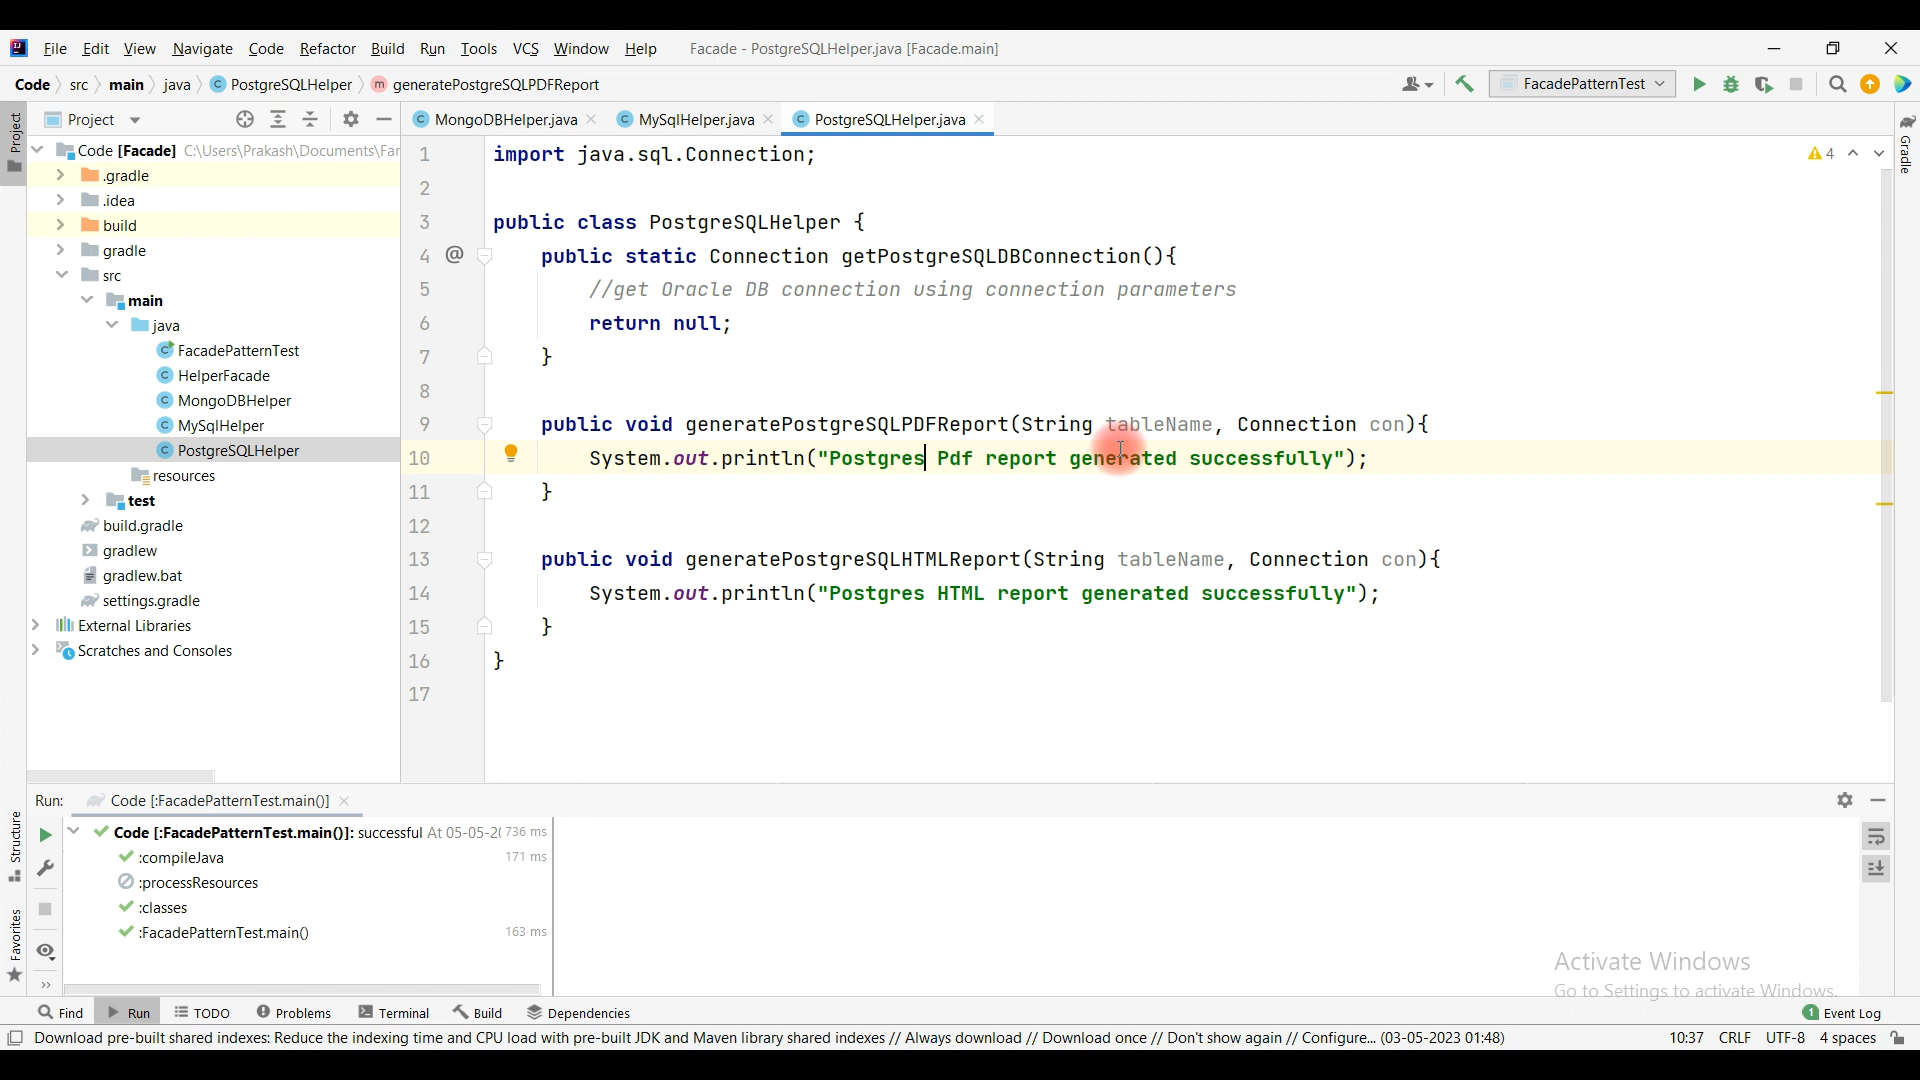 File Edit View Navigate Code Refactor Build Run Tools VCS Window Help Facade - PostgreSQLHelper.java [Facade.main]
Code src main java PostgreSQLHelper generatePostgreSQLPDFReport FacadePatternTest
Project MongoDBHelper.java MySqlHelper.java PostgreSQLHelper.java
Project
Gradle
Code [Facade] C:\Users\Prakash\Documents\Far
.gradle
.idea
build
gradle
src
main
java
FacadePatternTest
HelperFacade
MongoDBHelper
MySqlHelper
PostgreSQLHelper
resources
test
build.gradle
gradlew
gradlew.bat
settings.gradle
External Libraries
Scratches and Consoles
4
1 import java.sql.Connection;
2
3 public class PostgreSQLHelper {
4 @ public static Connection getPostgreSQLDBConnection(){
5 //get Oracle DB connection using connection parameters
6 return null;
7 }
8
9 public void generatePostgreSQLPDFReport(String tableName, Connection con){
10 System.out.println("Postgres Pdf report generated successfully");
11 }
12
13 public void generatePostgreSQLHTMLReport(String tableName, Connection con){
14 System.out.println("Postgres HTML report generated successfully");
15 }
16 }
17
Run: Code [:FacadePatternTest.main()]
Structure
Favorites
Code [:FacadePatternTest.main()]: successful At 05-05-2( 736 ms
:compileJava 171 ms
:processResources
:classes
:FacadePatternTest.main() 163 ms
Activate Windows
Go to Settings to activate Windows.
Find Run TODO Problems Terminal Build Dependencies 1 Event Log
Download pre-built shared indexes: Reduce the indexing time and CPU load with pre-built JDK and Maven library shared indexes // Always download // Download once // Don't show again // Configure... (03-05-2023 01:48) 10:37 CRLF UTF-8 4 spaces